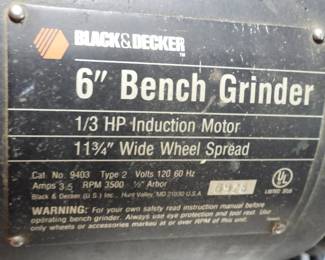 BLACK&DECKER
TM
6" Bench Grinder
1/3 HP Induction Motor
11¾" Wide Wheel Spread
Cat. No. 9403 Type 2 Volts 120 60 Hz
Amps 3.5 RPM 3500 ½" Arbor
Black & Decker (U.S.) Inc., Hunt Valley, MD 21030 U.S.A.
UL
LISTED
WARNING: For your own safety read instruction manual before
operating bench grinder. Always use eye protection and tool rest. Use
only wheels or accessories marked at or over RPM of this unit.